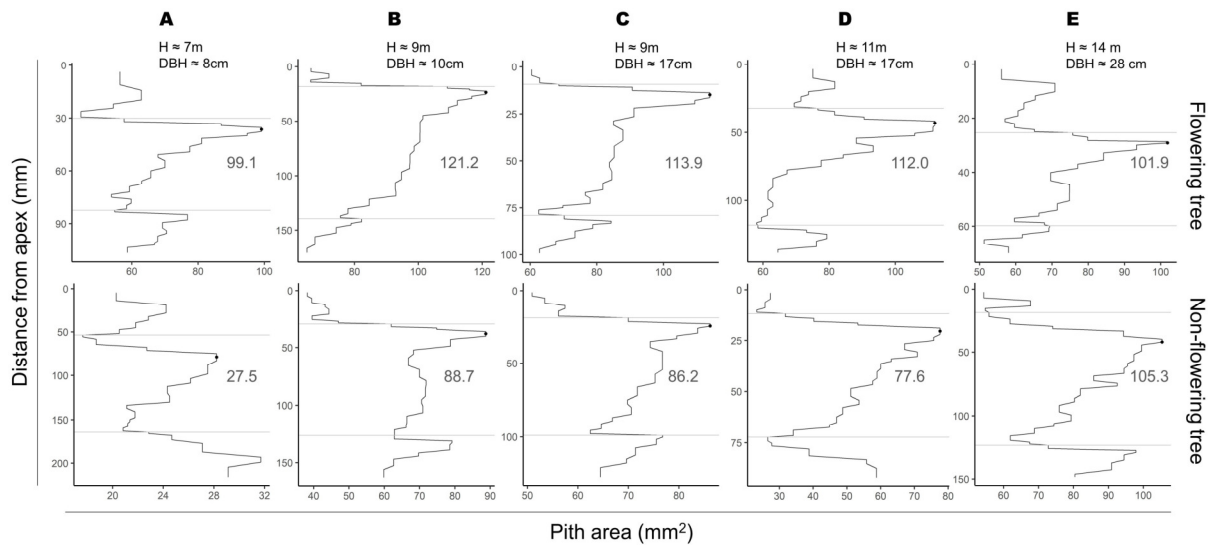 A B C D E
H ≈ 7m H ≈ 9m H ≈ 9m H ≈ 11m H ≈ 14 m
DBH ≈ 8cm DBH ≈ 10cm DBH ≈ 17cm DBH ≈ 17cm DBH ≈ 28 cm
Distance from apex (mm)
Flowering tree
0 30 60 90
99.1
40 60 80 100
0 50 100 150
121.2
80 100 120
0 25 50 75 100
113.9
60 80 100
0 50 100
112.0
60 80 100
0 20 40 60
101.9
50 60 70 80 90 100
Non-flowering tree
0 50 100 150 200
27.5
20 24 28 32
0 50 100 150
88.7
40 50 60 70 80 90
0 50 100
86.2
50 60 70 80
0 25 50 75
77.6
20 30 40 50 60 70 80
0 50 100 150
105.3
60 70 80 90 100
Pith area (mm²)